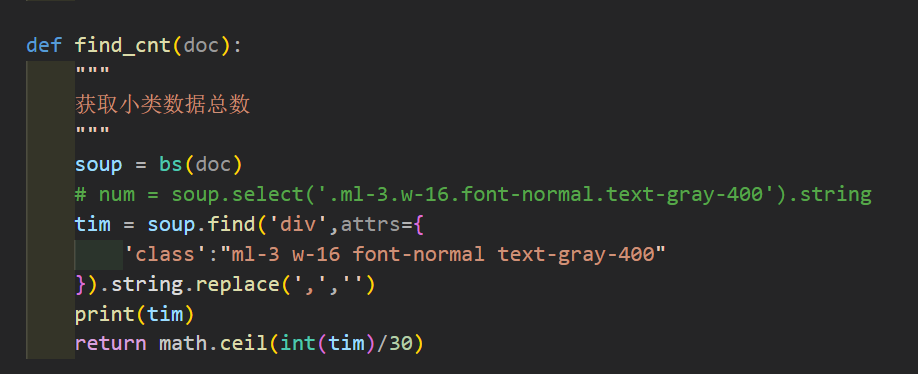 def find_cnt(doc):
"""
获取小类数据总数
"""
soup = bs(doc)
# num = soup.select('.ml-3.w-16.font-normal.text-gray-400').string
tim = soup.find('div',attrs={
'class':"ml-3 w-16 font-normal text-gray-400"
}).string.replace(',','')
print(tim)
return math.ceil(int(tim)/30)